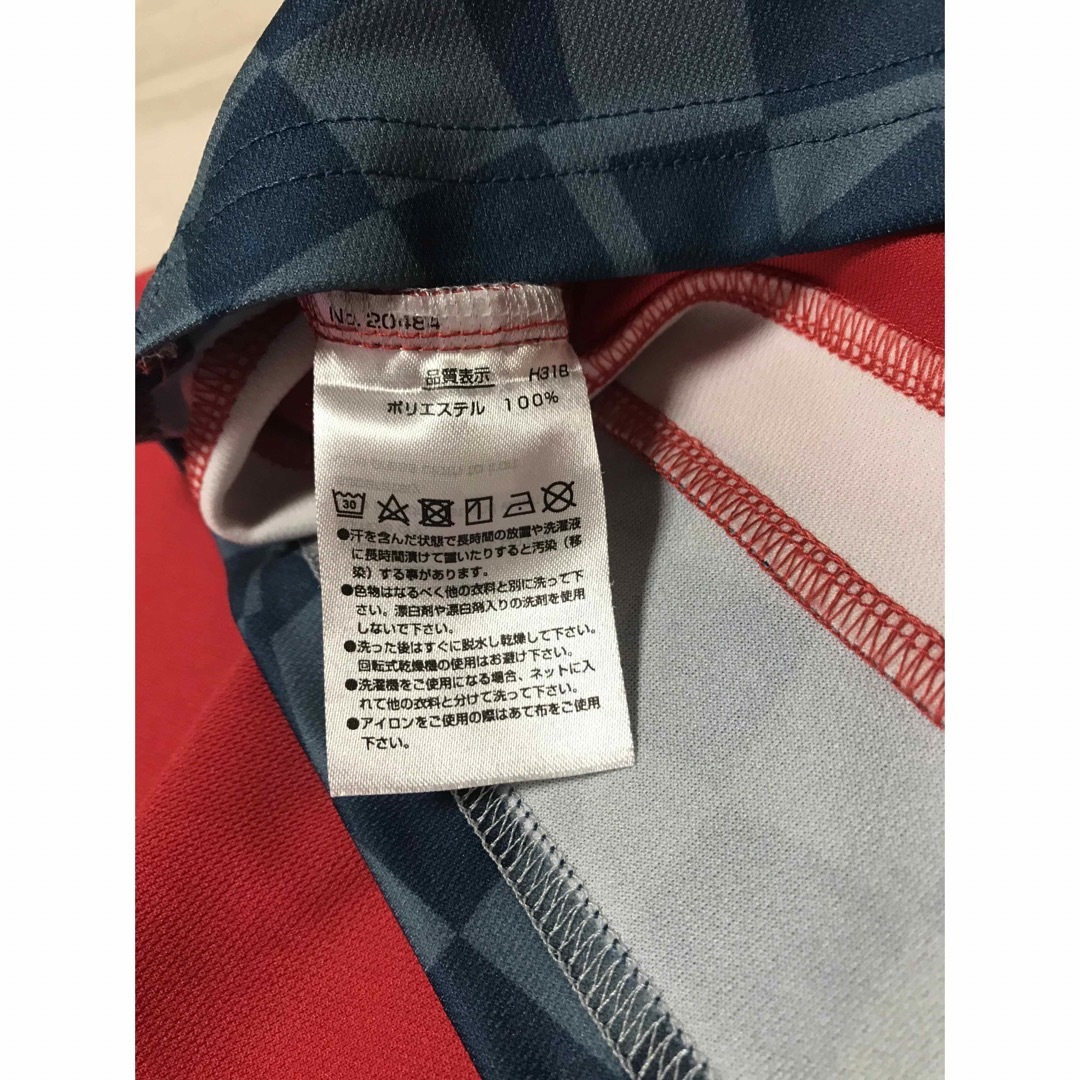 No. 20484
品質表示 H31B
ポリエステル 100%
30
●汗を含んだ状態で長時間の放置や洗濯液
に長時間漬けて置いたりすると汚染（移
染）する事があります。
●色物はなるべく他の衣料と別に洗って下
さい。漂白剤や漂白剤入りの洗剤を使用
しないで下さい。
●洗った後はすぐに脱水し乾燥して下さい。
回転式乾燥機の使用はお避け下さい。
●洗濯機をご使用になる場合、ネットに入
れて他の衣料と分けて洗って下さい。
●アイロンをご使用の際はあて布をご使用
下さい。